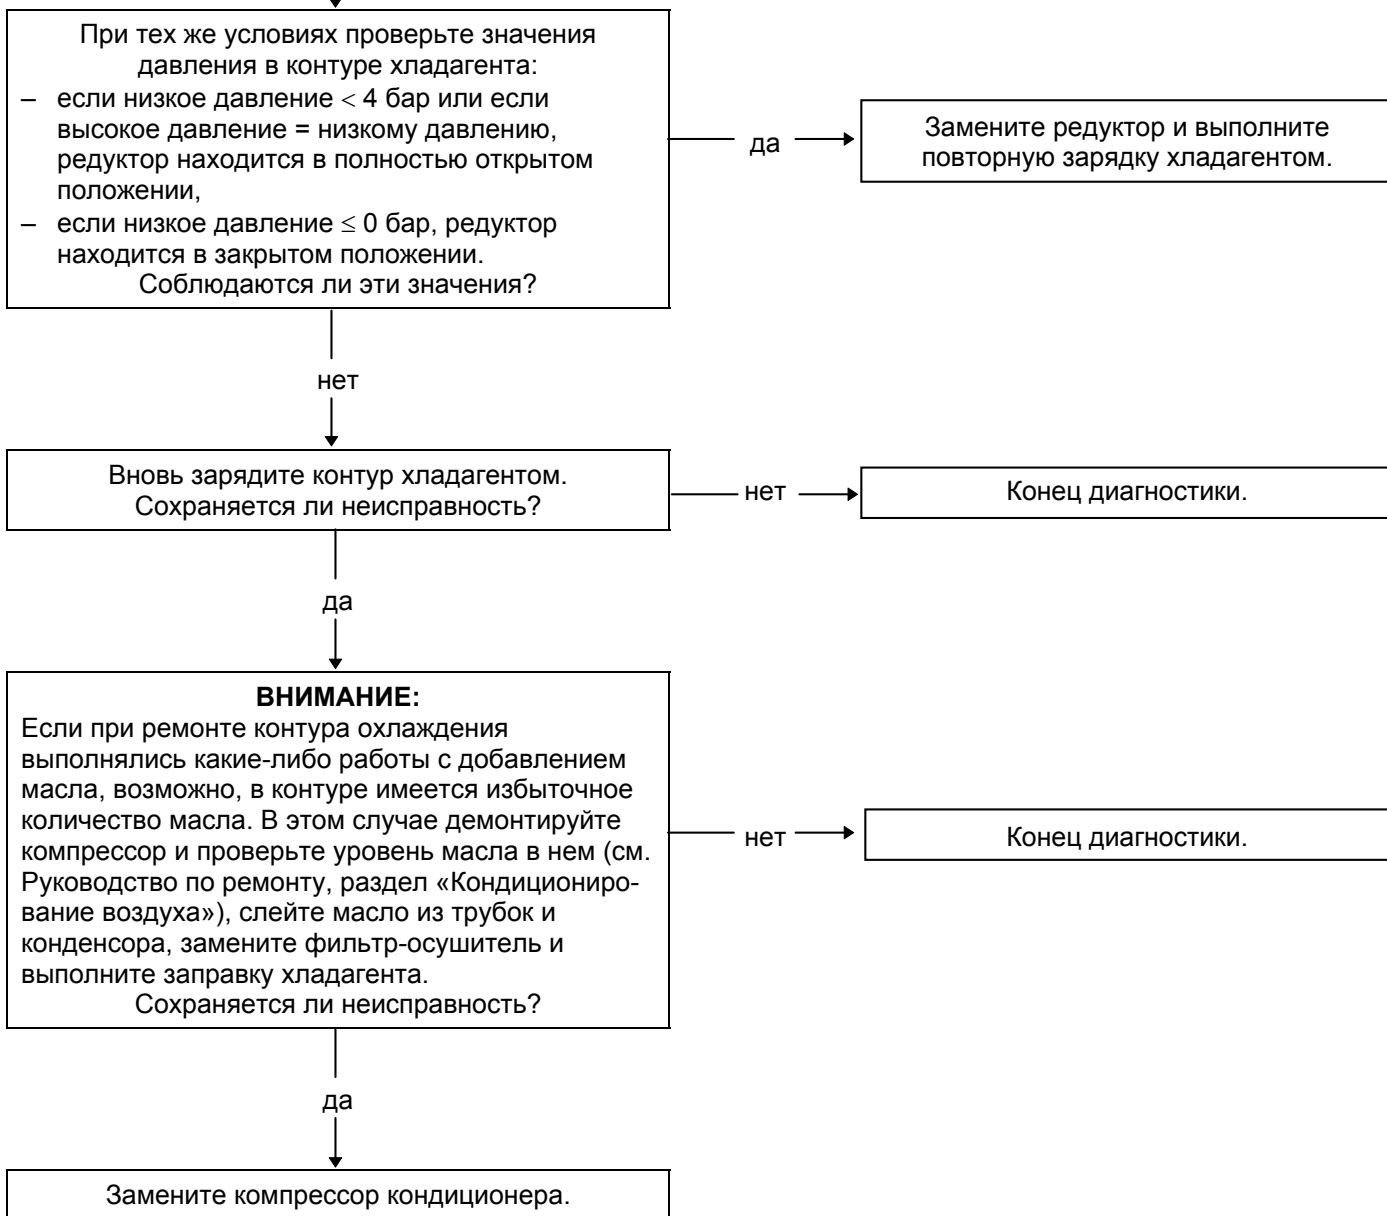 При тех же условиях проверьте значения
давления в контуре хладагента:
– если низкое давление < 4 бар или если
высокое давление = низкому давлению,
редуктор находится в полностью открытом
положении,
– если низкое давление ≤ 0 бар, редуктор
находится в закрытом положении.
Соблюдаются ли эти значения?
да
Замените редуктор и выполните
повторную зарядку хладагентом.
нет
Вновь зарядите контур хладагентом.
Сохраняется ли неисправность?
нет
Конец диагностики.
да
ВНИМАНИЕ:
Если при ремонте контура охлаждения
выполнялись какие-либо работы с добавлением
масла, возможно, в контуре имеется избыточное
количество масла. В этом случае демонтируйте
компрессор и проверьте уровень масла в нем (см.
Руководство по ремонту, раздел «Кондициониро-
вание воздуха»), слейте масло из трубок и
конденсора, замените фильтр-осушитель и
выполните заправку хладагента.
Сохраняется ли неисправность?
нет
Конец диагностики.
да
Замените компрессор кондиционера.